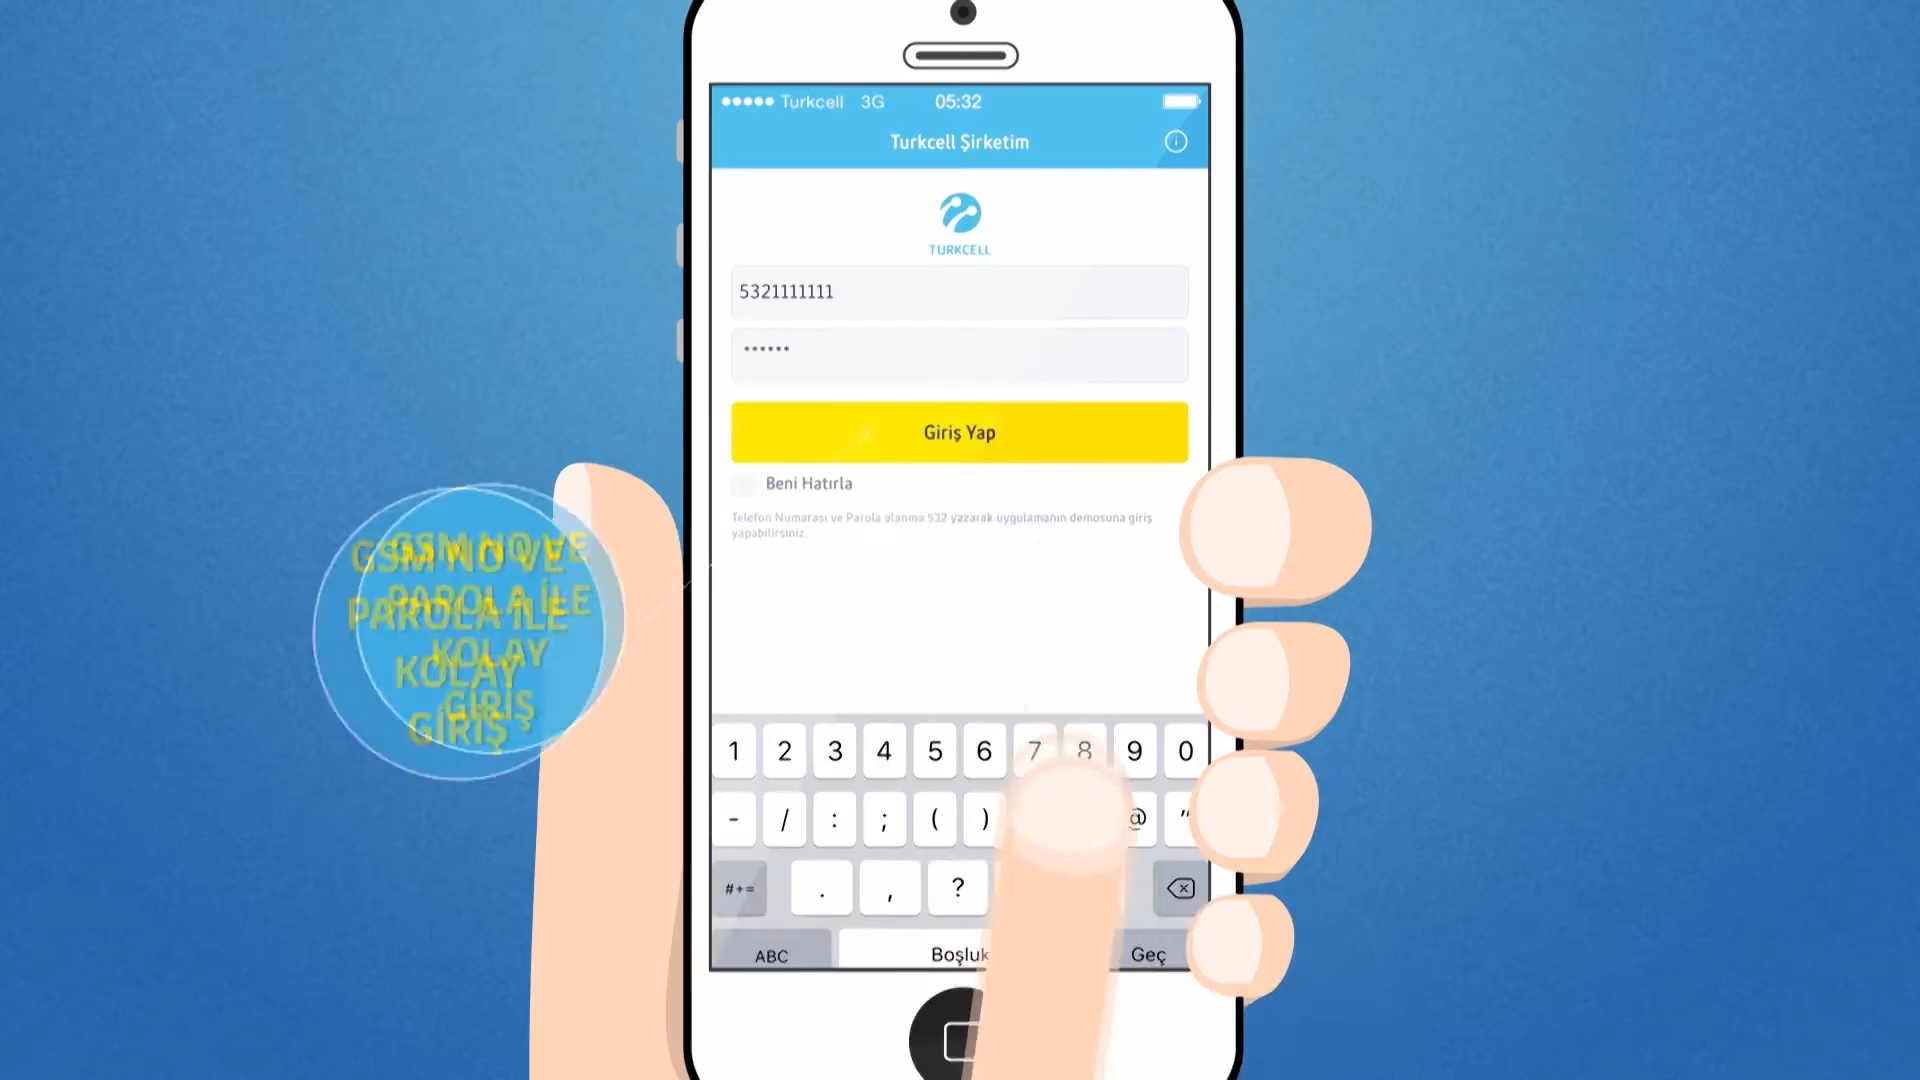 Turkcell 3G 05:32
Turkcell Şirketim
TURKCELL
5321111111
******
Giriş Yap
Beni Hatırla
Telefon Numarası ve Parola alanına 532 yazarak uygulamanın demosuna giriş
yapabilirsiniz.
GSM NO VE
PAROLA İLE
KOLAY
GİRİŞ
1 2 3 4 5 6 7 8 9 0
- / : ; ( ) @ "
#+= . , ?
ABC Boşluk Geç